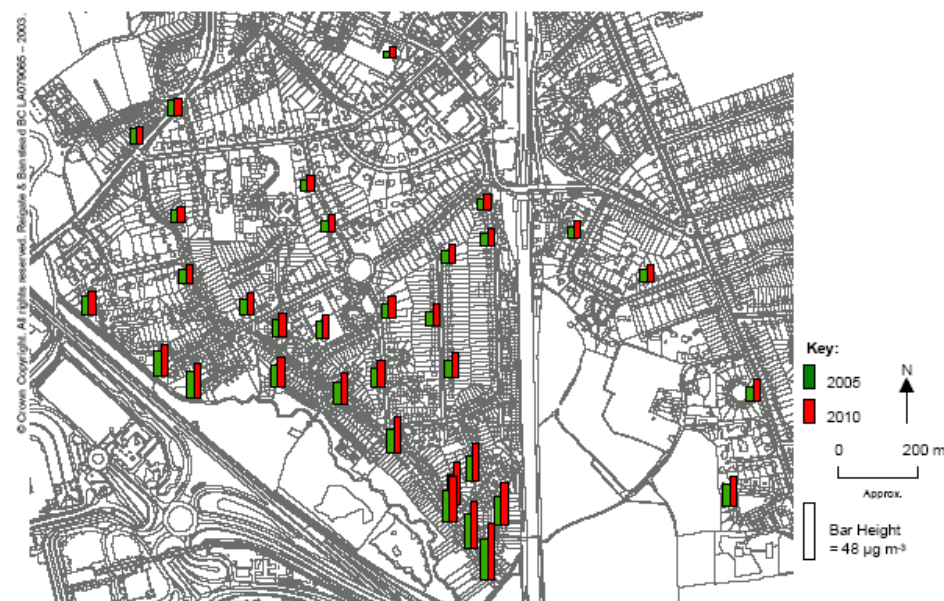 © Crown Copyright. All rights reserved. Reigate & Banstead BC LA079065 – 2003.
Key:
2005
2010
N
0 200 m
Approx.
Bar Height
= 48 µg m⁻³